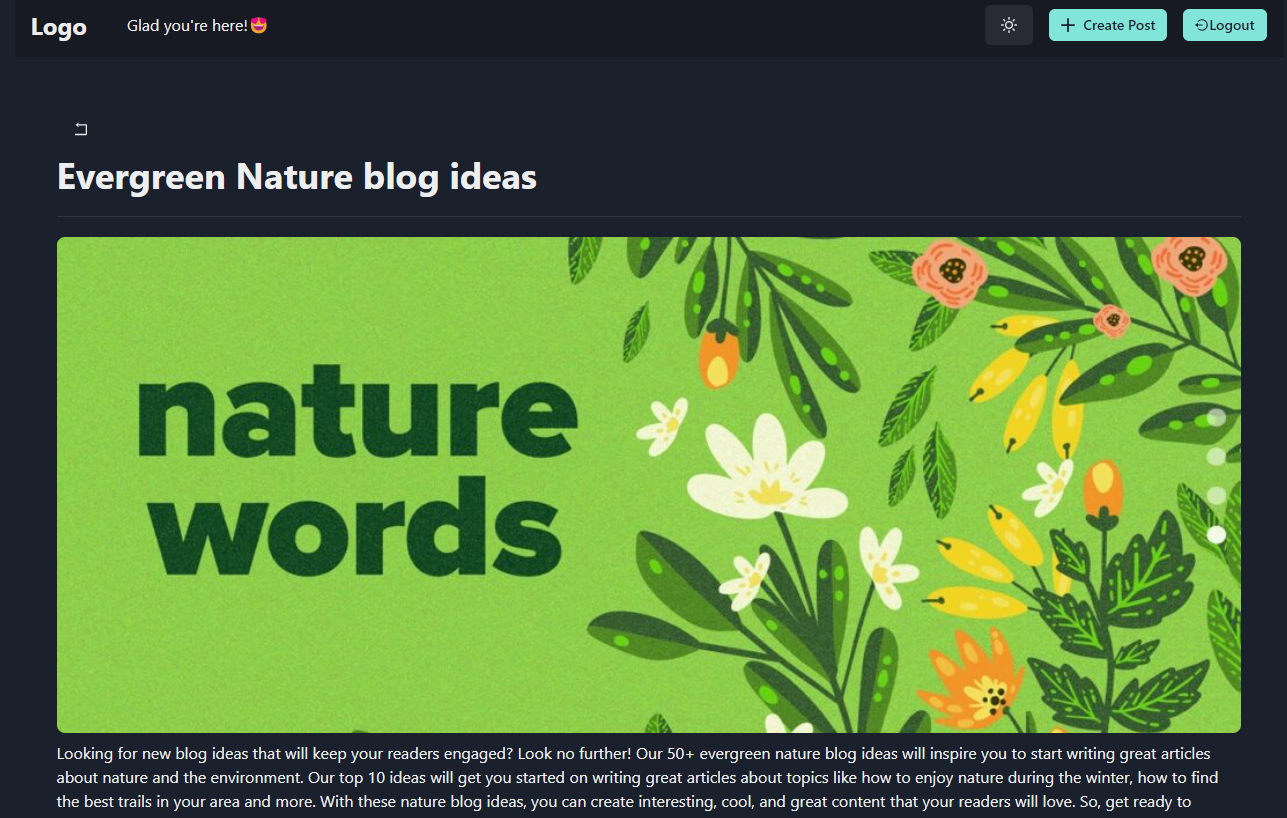 Logo
Glad you're here!😍
Create Post
Logout
Evergreen Nature blog ideas
nature
words
Looking for new blog ideas that will keep your readers engaged? Look no further! Our 50+ evergreen nature blog ideas will inspire you to start writing great articles
about nature and the environment. Our top 10 ideas will get you started on writing great articles about topics like how to enjoy nature during the winter, how to find
the best trails in your area and more. With these nature blog ideas, you can create interesting, cool, and great content that your readers will love. So, get ready to